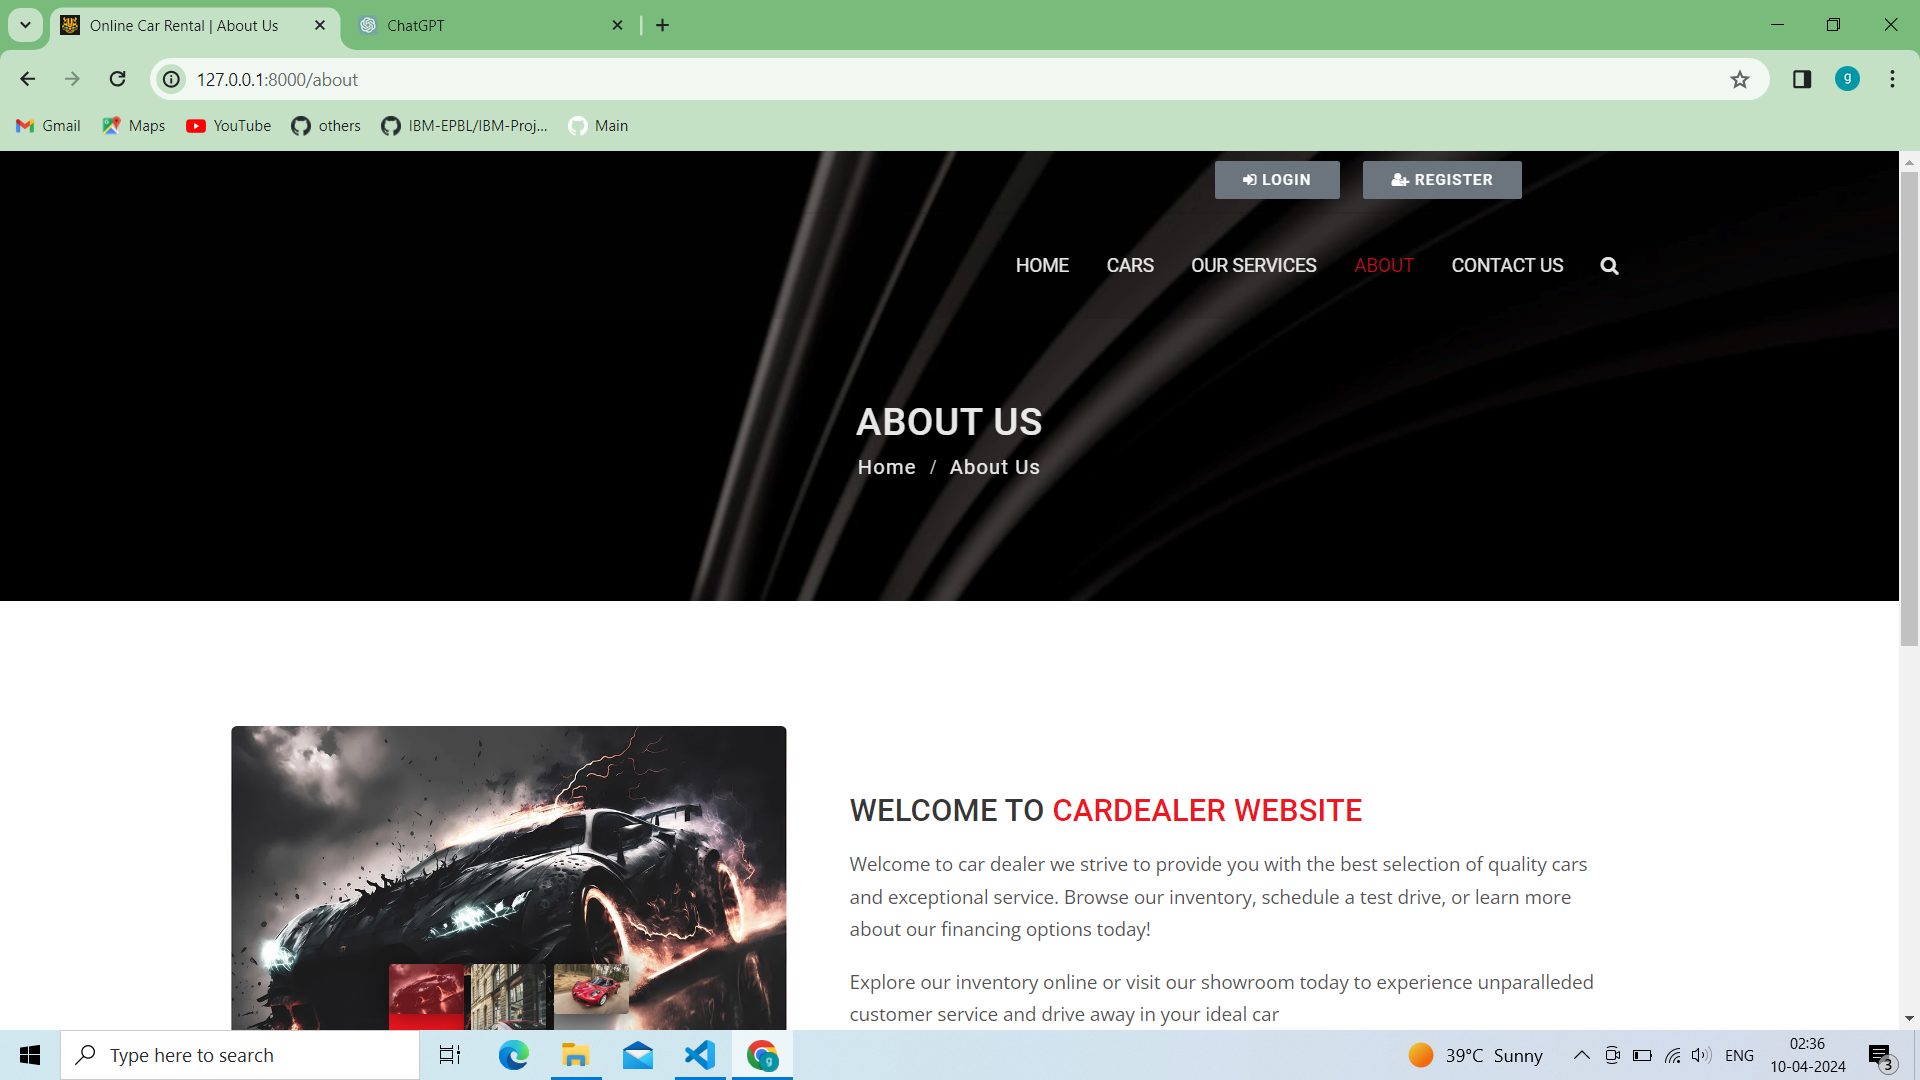 Online Car Rental | About Us
ChatGPT
127.0.0.1:8000/about
g
Gmail
Maps
YouTube
others
IBM-EPBL/IBM-Proj...
Main
LOGIN
REGISTER
HOME
CARS
OUR SERVICES
ABOUT
CONTACT US
ABOUT US
Home / About Us
WELCOME TO CARDEALER WEBSITE
Welcome to car dealer we strive to provide you with the best selection of quality cars
and exceptional service. Browse our inventory, schedule a test drive, or learn more
about our financing options today!
Explore our inventory online or visit our showroom today to experience unparalleded
customer service and drive away in your ideal car
Type here to search
g
39°C Sunny
ENG
02:36
10-04-2024
3